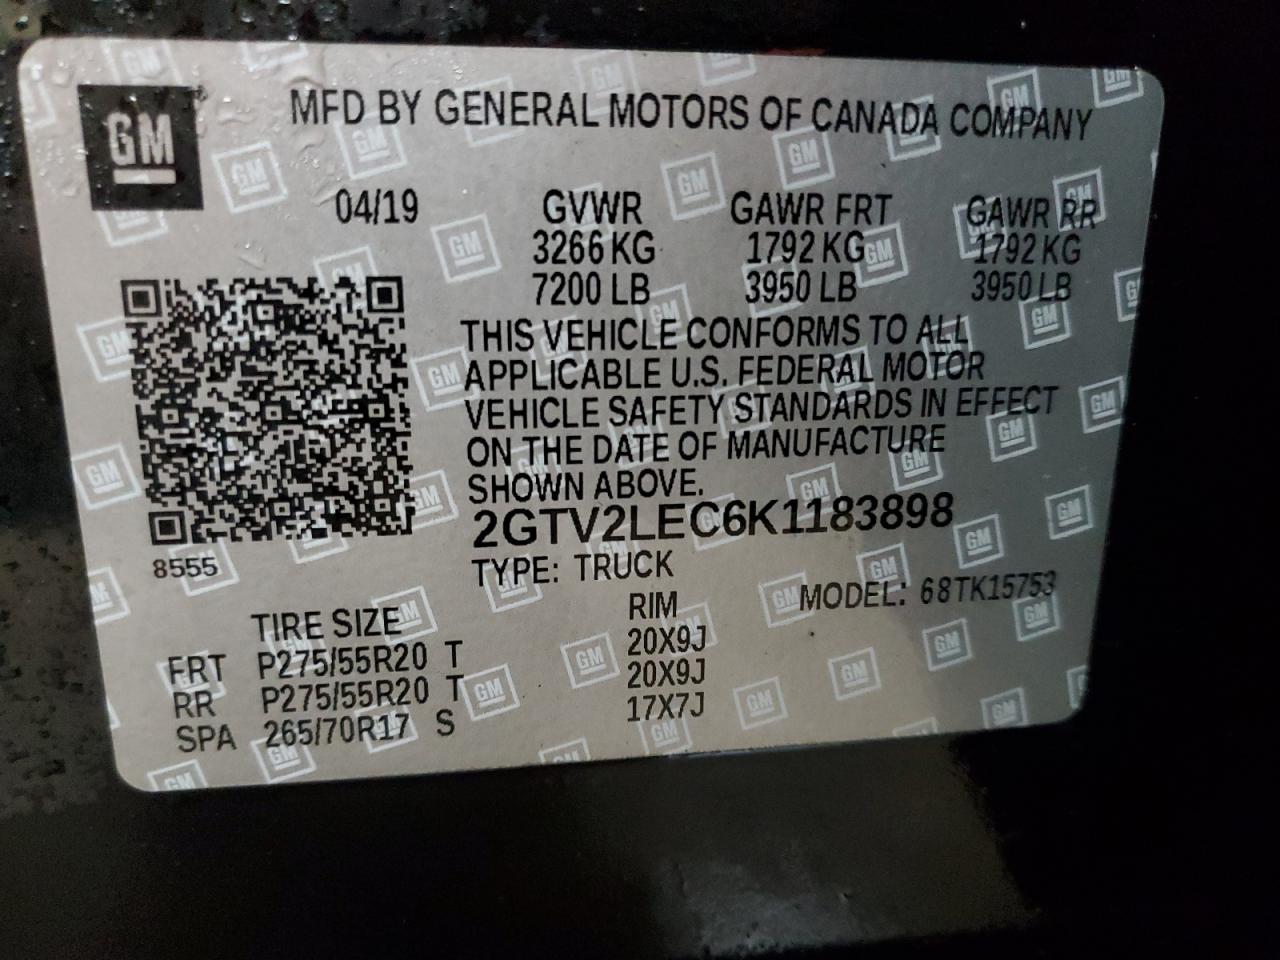 GM
MFD BY GENERAL MOTORS OF CANADA COMPANY
04/19 GVWR GAWR FRT GAWR RR
3266 KG 1792 KG 1792 KG
7200 LB 3950 LB 3950 LB
THIS VEHICLE CONFORMS TO ALL
APPLICABLE U.S. FEDERAL MOTOR
VEHICLE SAFETY STANDARDS IN EFFECT
ON THE DATE OF MANUFACTURE
SHOWN ABOVE.
2GTV2LEC6K1183898
8555
TYPE: TRUCK
MODEL: 68TK15753
TIRE SIZE RIM
FRT P275/55R20 T 20X9J
RR P275/55R20 T 20X9J
SPA 265/70R17 S 17X7J